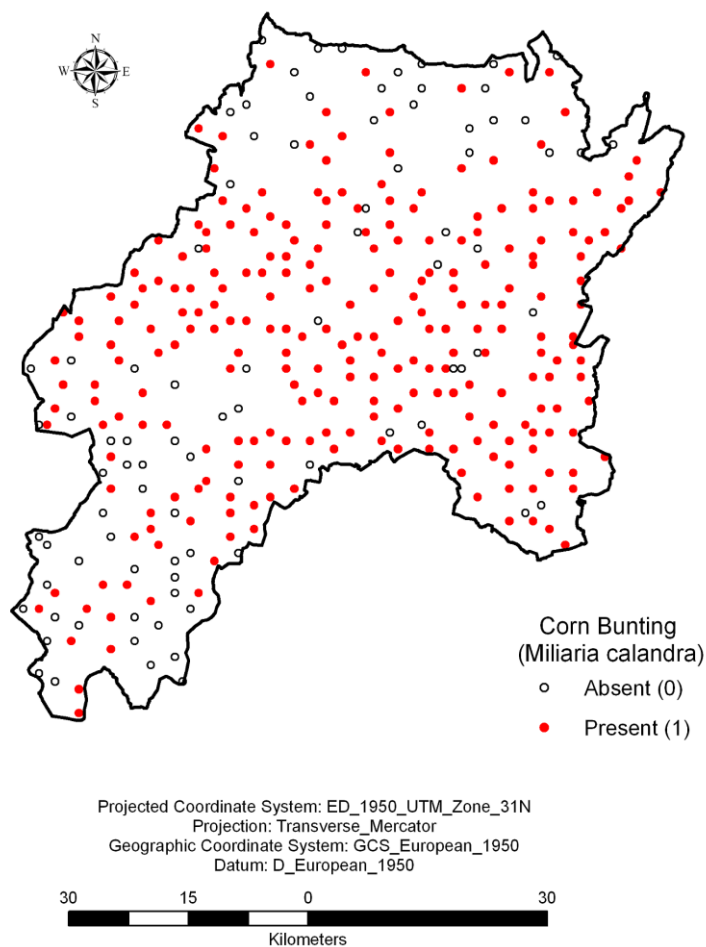 N
W E
S
Corn Bunting
(Miliaria calandra)
Absent (0)
Present (1)
Projected Coordinate System: ED_1950_UTM_Zone_31N
Projection: Transverse_Mercator
Geographic Coordinate System: GCS_European_1950
Datum: D_European_1950
30 15 0 30
Kilometers